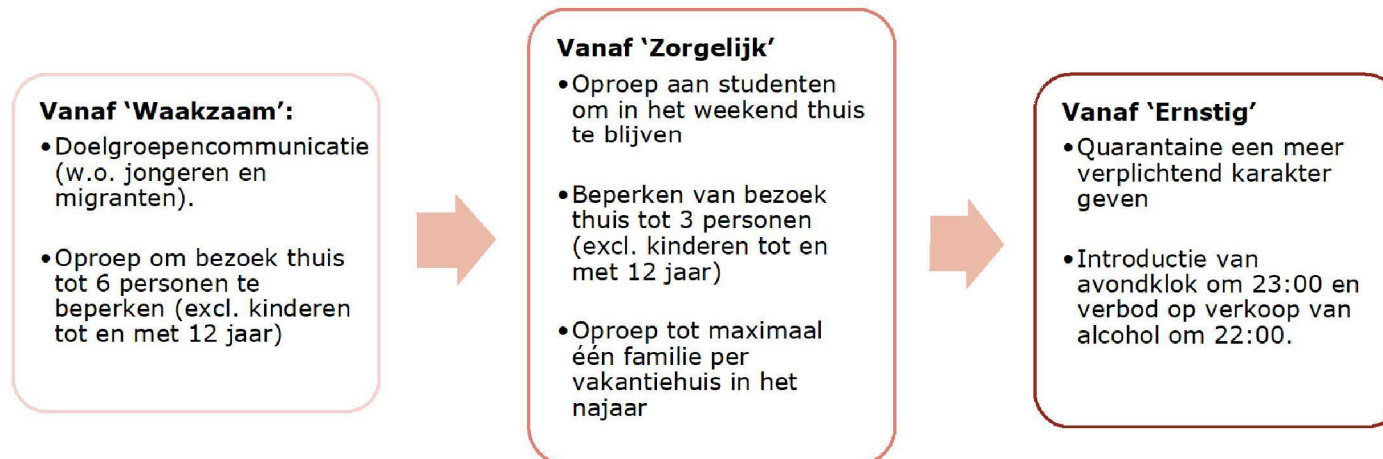 Vanaf ‘Waakzaam’:
•Doelgroepencommunicatie
(w.o. jongeren en
migranten).
•Oproep om bezoek thuis
tot 6 personen te
beperken (excl. kinderen
tot en met 12 jaar)
Vanaf ‘Zorgelijk’
•Oproep aan studenten
om in het weekend thuis
te blijven
•Beperken van bezoek
thuis tot 3 personen
(excl. kinderen tot en
met 12 jaar)
•Oproep tot maximaal
één familie per
vakantiehuis in het
najaar
Vanaf ‘Ernstig’
•Quarantaine een meer
verplichtend karakter
geven
•Introductie van
avondklok om 23:00 en
verbod op verkoop van
alcohol om 22:00.